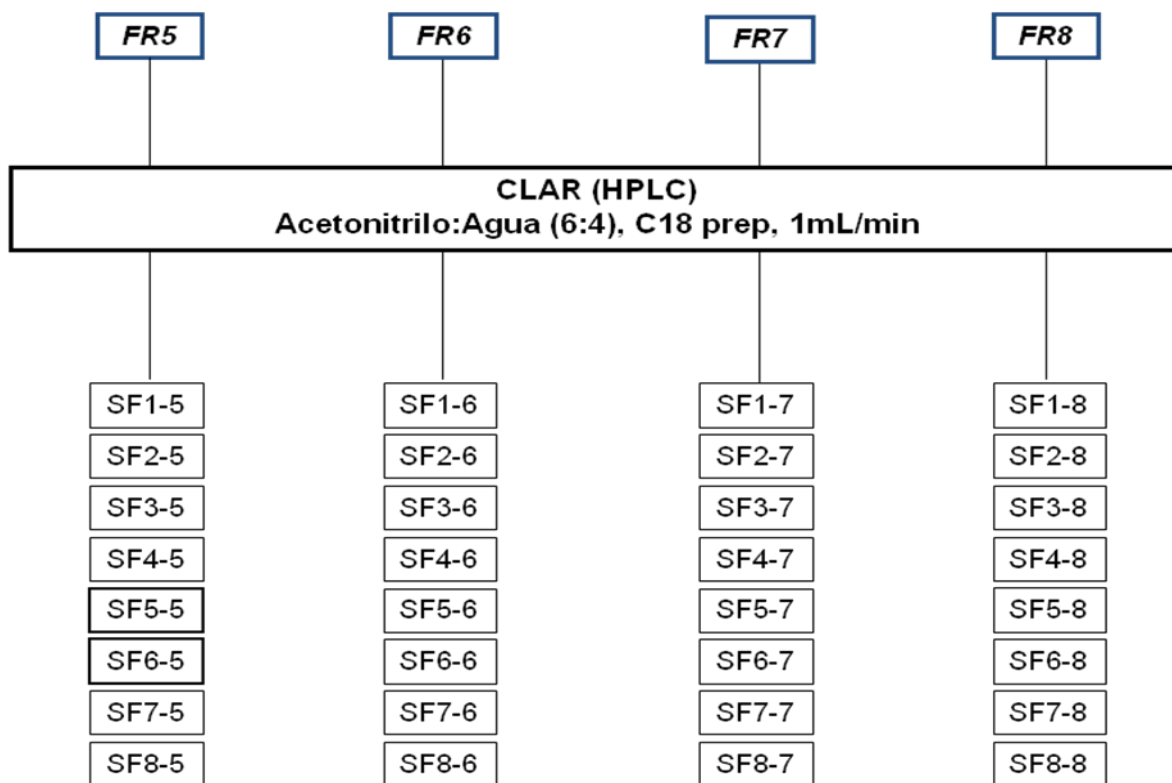 FR5 FR6 FR7 FR8
CLAR (HPLC)
Acetonitrilo:Agua (6:4), C18 prep, 1mL/min
SF1-5 SF1-6 SF1-7 SF1-8
SF2-5 SF2-6 SF2-7 SF2-8
SF3-5 SF3-6 SF3-7 SF3-8
SF4-5 SF4-6 SF4-7 SF4-8
SF5-5 SF5-6 SF5-7 SF5-8
SF6-5 SF6-6 SF6-7 SF6-8
SF7-5 SF7-6 SF7-7 SF7-8
SF8-5 SF8-6 SF8-7 SF8-8